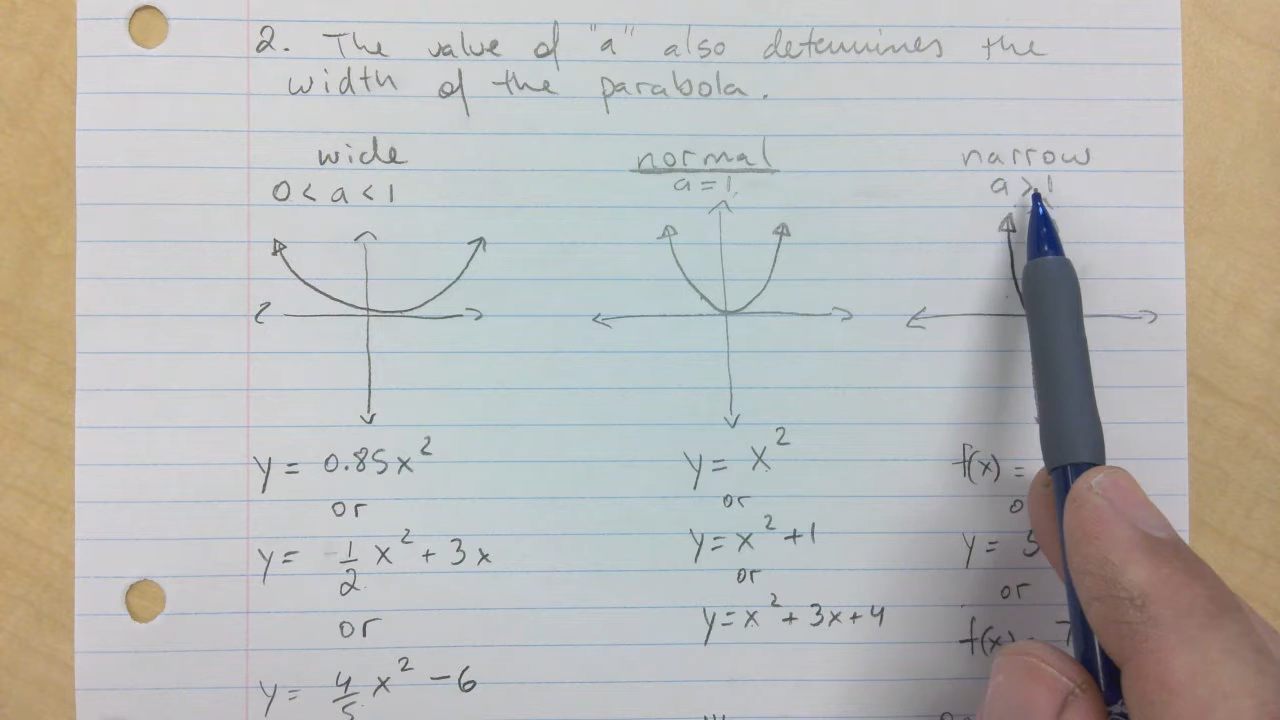 2. The value of "a" also determines the
width of the parabola.
wide
0 < a < 1
normal
a = 1
narrow
a > 1
y = 0.85x²
or
y = 1/2 x² + 3x
or
y = 4/5 x² - 6
y = x²
or
y = x² + 1
or
y = x² + 3x + 4
f(x) =
y = 3
or
f(x) = 7